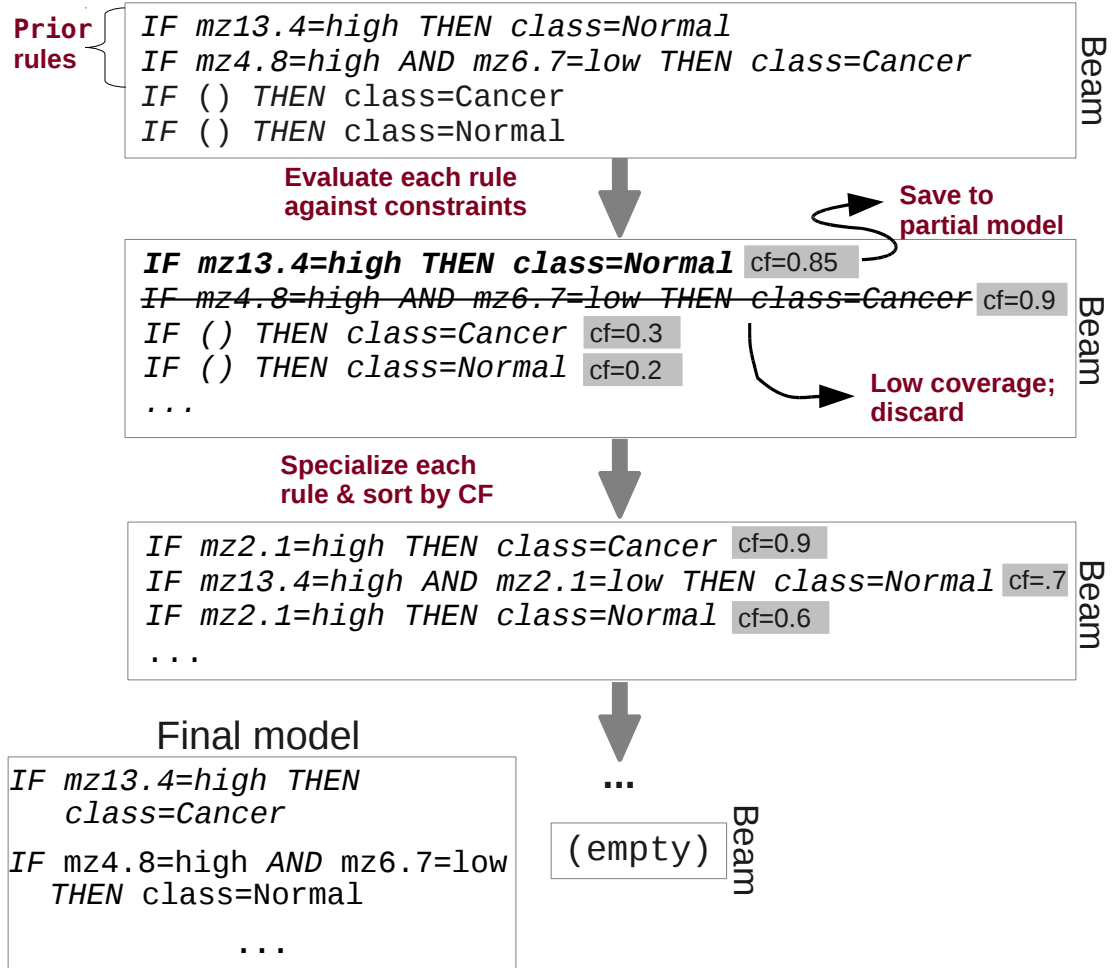 Prior
rules
IF mz13.4=high THEN class=Normal
IF mz4.8=high AND mz6.7=low THEN class=Cancer
IF () THEN class=Cancer
IF () THEN class=Normal
Beam
Evaluate each rule
against constraints
Save to
partial model
IF mz13.4=high THEN class=Normal cf=0.85
IF mz4.8=high AND mz6.7=low THEN class=Cancer cf=0.9
IF () THEN class=Cancer cf=0.3
IF () THEN class=Normal cf=0.2
...
Beam
Low coverage;
discard
Specialize each
rule & sort by CF
IF mz2.1=high THEN class=Cancer cf=0.9
IF mz13.4=high AND mz2.1=low THEN class=Normal cf=.7
IF mz2.1=high THEN class=Normal cf=0.6
...
Beam
Final model
IF mz13.4=high THEN
class=Cancer
IF mz4.8=high AND mz6.7=low
THEN class=Normal
...
...
(empty)
Beam